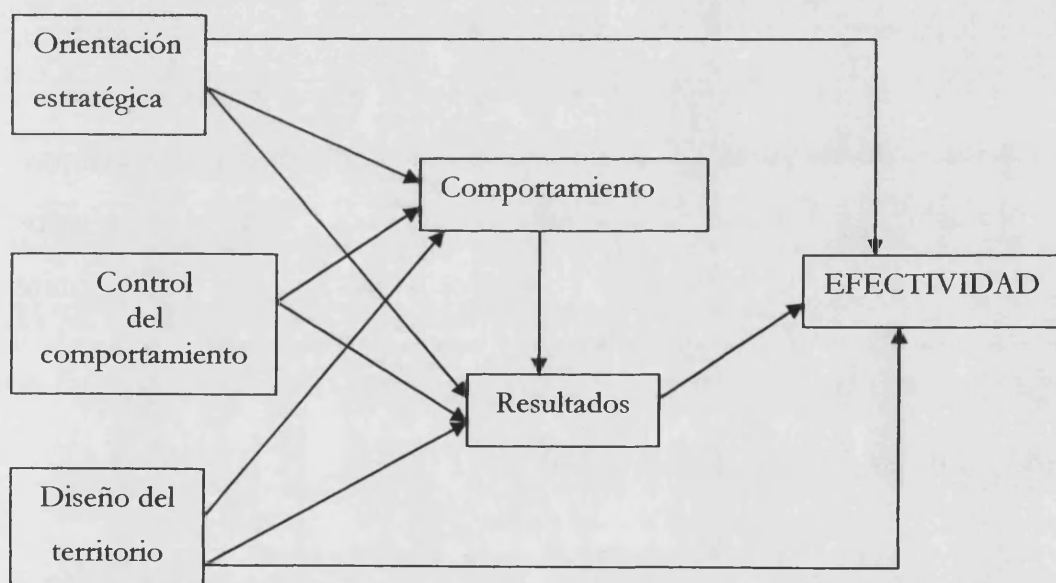 Orientación
estratégica
Comportamiento
Control
del
comportamiento
EFECTIVIDAD
Resultados
Diseño del
territorio